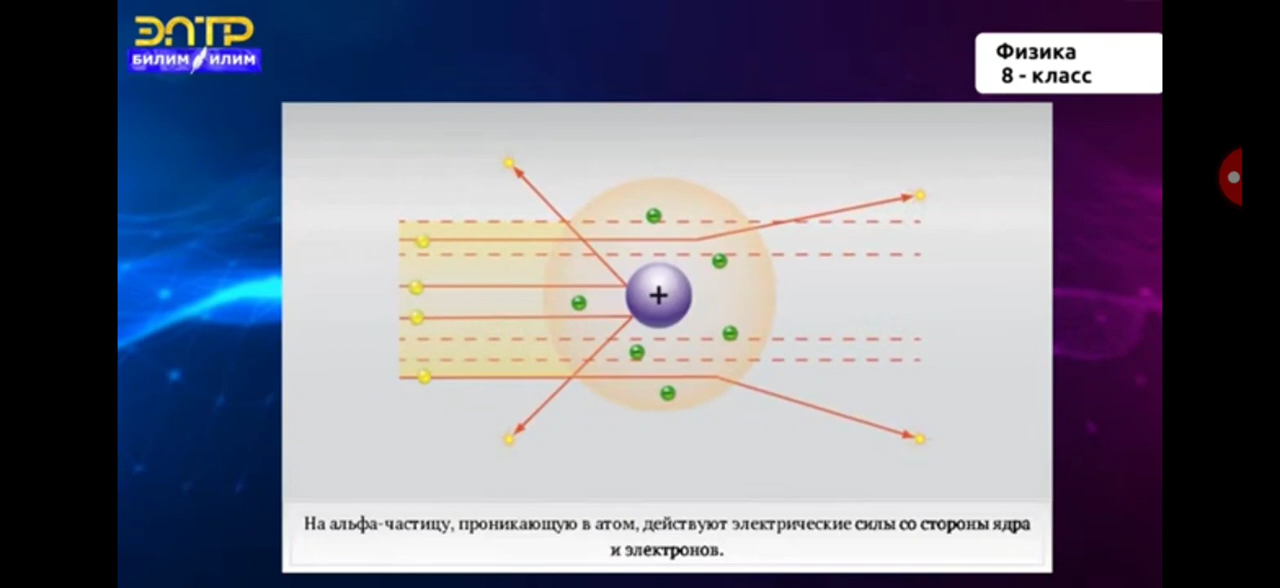 ЭЛТР
БИЛИМ ИЛИМ
Физика
8 - класс
+
На альфа-частицу, проникающую в атом, действуют электрические силы со стороны ядра
и электронов.